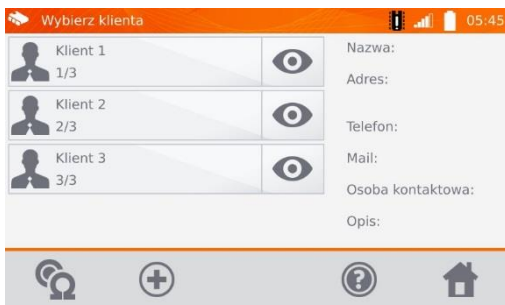 Wybierz klienta
05:45
Klient 1
1/3
Klient 2
2/3
Klient 3
3/3
Nazwa:
Adres:
Telefon:
Mail:
Osoba kontaktowa:
Opis: